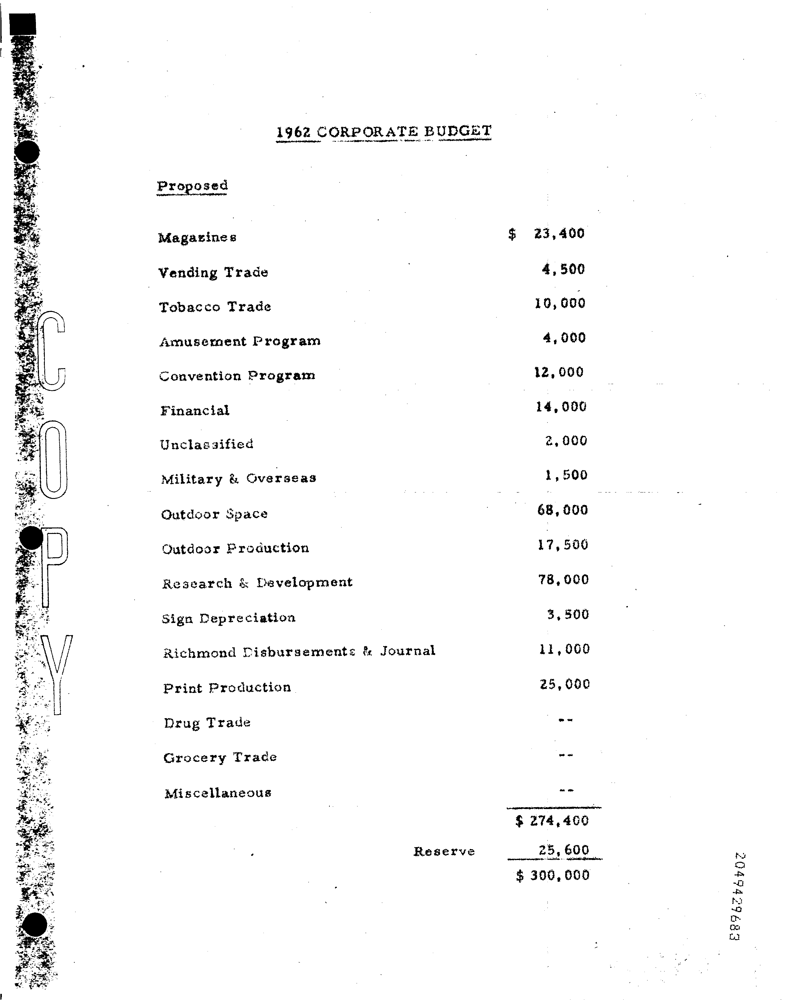 1962 CORPORATE BUDGET
Proposed
Magazines $ 23,400
Vending Trade 4,500
Tobacco Trade 10,000
Amusement Program 4,000
Convention Program 12,000
Financial 14,000
Unclassified 2,000
Military & Overseas 1,500
Outdoor Space 68,000
Outdoor Production 17,500
Research & Development 78,000
Sign Depreciation 3,500
Richmond Disbursements & Journal 11,000
Print Production 25,000
Drug Trade --
Grocery Trade --
Miscellaneous --
$ 274,400
Reserve 25,600
$ 300,000
COPY
2049429683